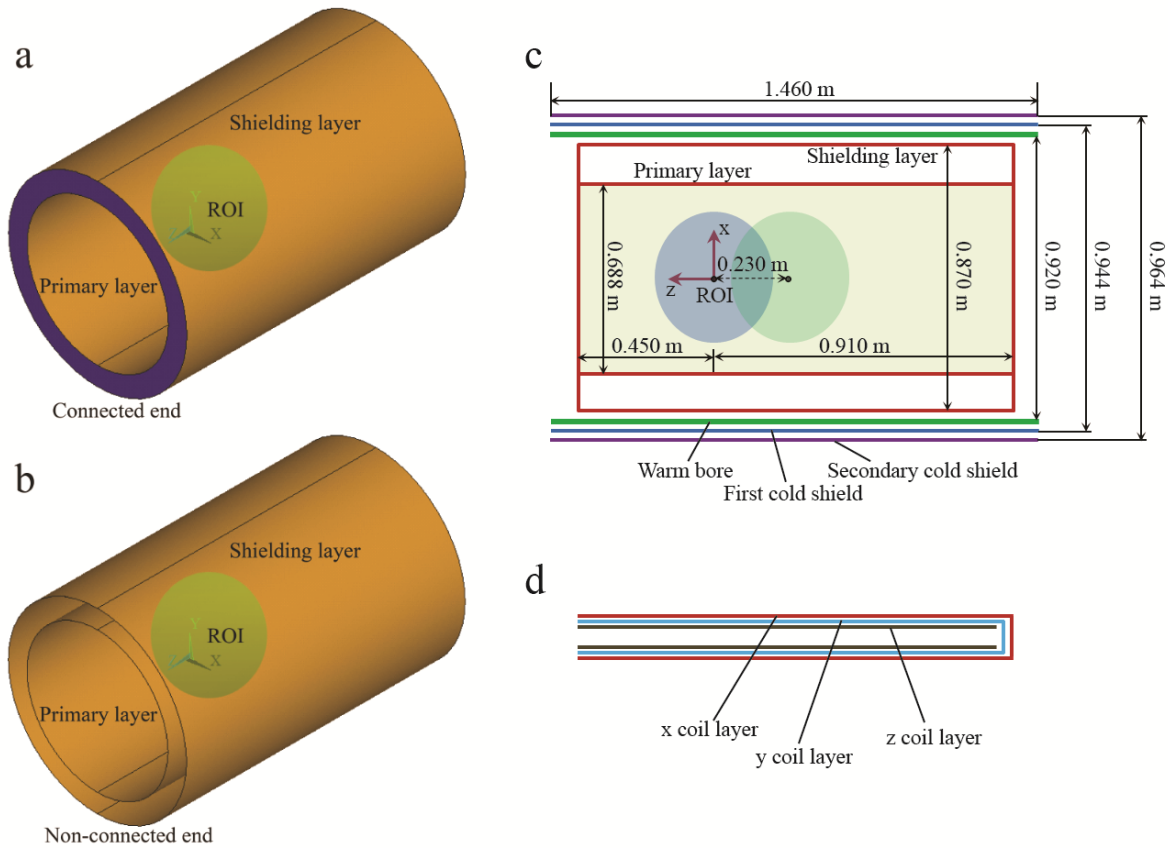 a
Shielding layer
Y
ROI
Z
X
Primary layer
Connected end
b
Shielding layer
Y
ROI
Z
X
Primary layer
Non-connected end
c
1.460 m
Shielding layer
Primary layer
x
0.230 m
z
ROI
0.688 m
0.450 m
0.910 m
0.870 m
0.920 m
0.944 m
0.964 m
Warm bore
Secondary cold shield
First cold shield
d
x coil layer
y coil layer
z coil layer